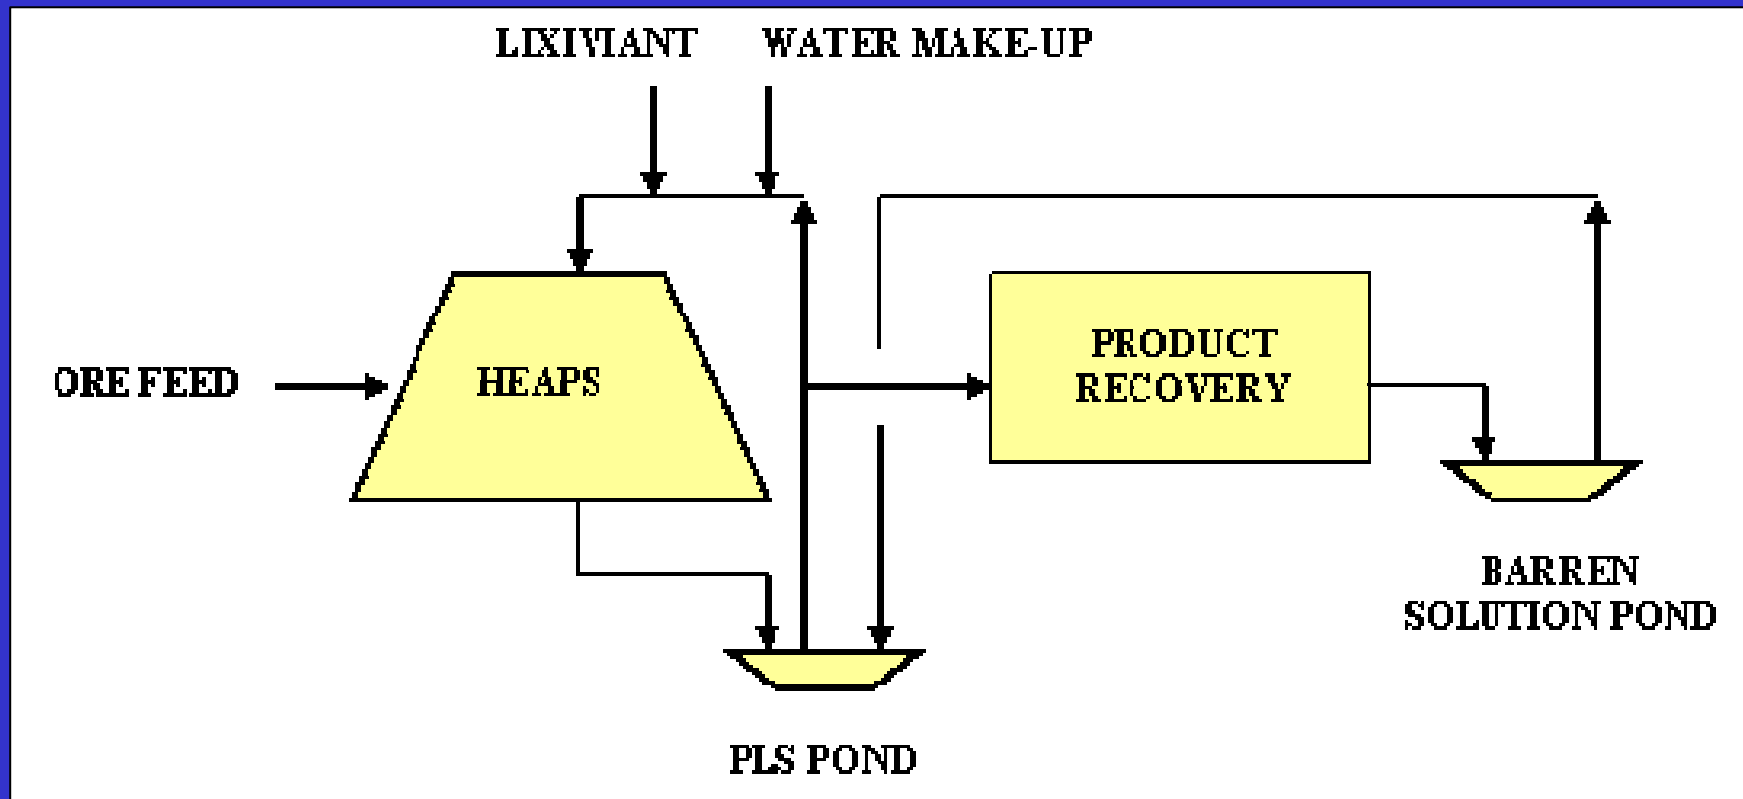 LIXIVIANT
WATER MAKE-UP
ORE FEED
HEAPS
PRODUCT
RECOVERY
BARREN
SOLUTION POND
PLS POND